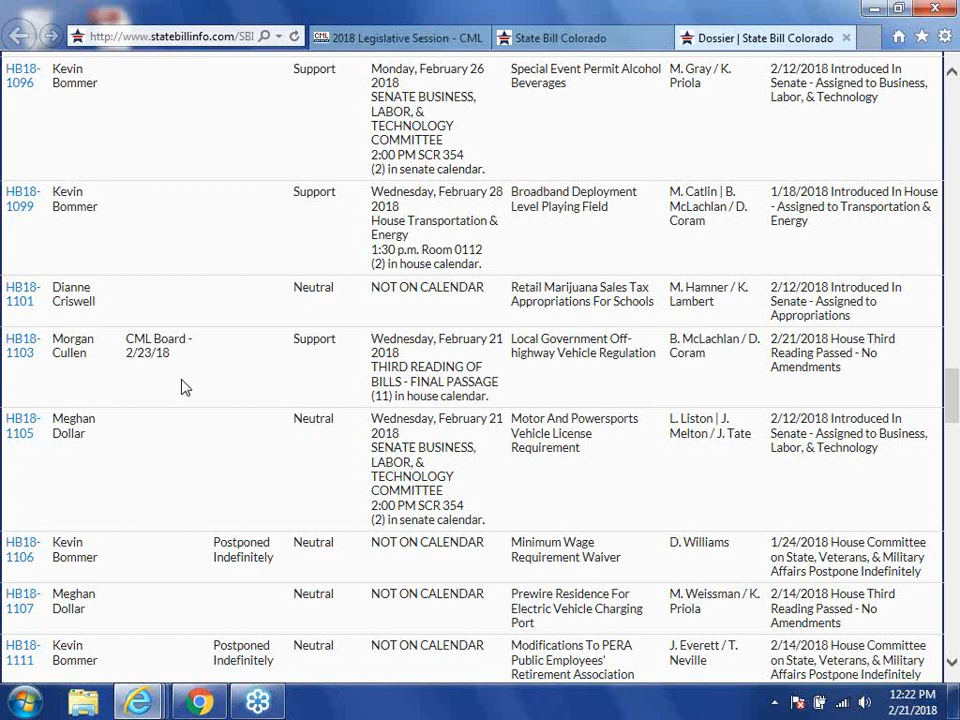 http://www.statebillinfo.com/SBI
2018 Legislative Session - CML
State Bill Colorado
Dossier | State Bill Colorado
HB18-1096
Kevin Bommer
Support
Monday, February 26 2018
SENATE BUSINESS, LABOR, & TECHNOLOGY COMMITTEE
2:00 PM SCR 354
(2) in senate calendar.
Special Event Permit Alcohol Beverages
M. Gray / K. Priola
2/12/2018 Introduced In Senate - Assigned to Business, Labor, & Technology
HB18-1099
Kevin Bommer
Support
Wednesday, February 28 2018
House Transportation & Energy
1:30 p.m. Room 0112
(2) in house calendar.
Broadband Deployment Level Playing Field
M. Catlin | B. McLachlan / D. Coram
1/18/2018 Introduced In House - Assigned to Transportation & Energy
HB18-1101
Dianne Criswell
Neutral
NOT ON CALENDAR
Retail Marijuana Sales Tax Appropriations For Schools
M. Hamner / K. Lambert
2/12/2018 Introduced In Senate - Assigned to Appropriations
HB18-1103
Morgan Cullen
CML Board - 2/23/18
Support
Wednesday, February 21 2018
THIRD READING OF BILLS - FINAL PASSAGE
(11) in house calendar.
Local Government Off-highway Vehicle Regulation
B. McLachlan / D. Coram
2/21/2018 House Third Reading Passed - No Amendments
HB18-1105
Meghan Dollar
Neutral
Wednesday, February 21 2018
SENATE BUSINESS, LABOR, & TECHNOLOGY COMMITTEE
2:00 PM SCR 354
(2) in senate calendar.
Motor And Powersports Vehicle License Requirement
L. Liston | J. Melton / J. Tate
2/12/2018 Introduced In Senate - Assigned to Business, Labor, & Technology
HB18-1106
Kevin Bommer
Postponed Indefinitely
Neutral
NOT ON CALENDAR
Minimum Wage Requirement Waiver
D. Williams
1/24/2018 House Committee on State, Veterans, & Military Affairs Postpone Indefinitely
HB18-1107
Meghan Dollar
Neutral
NOT ON CALENDAR
Prewire Residence For Electric Vehicle Charging Port
M. Weissman / K. Priola
2/14/2018 House Third Reading Passed - No Amendments
HB18-1111
Kevin Bommer
Postponed Indefinitely
Neutral
NOT ON CALENDAR
Modifications To PERA Public Employees' Retirement Association
J. Everett / T. Neville
2/14/2018 House Committee on State, Veterans, & Military Affairs Postpone Indefinitely
12:22 PM
2/21/2018